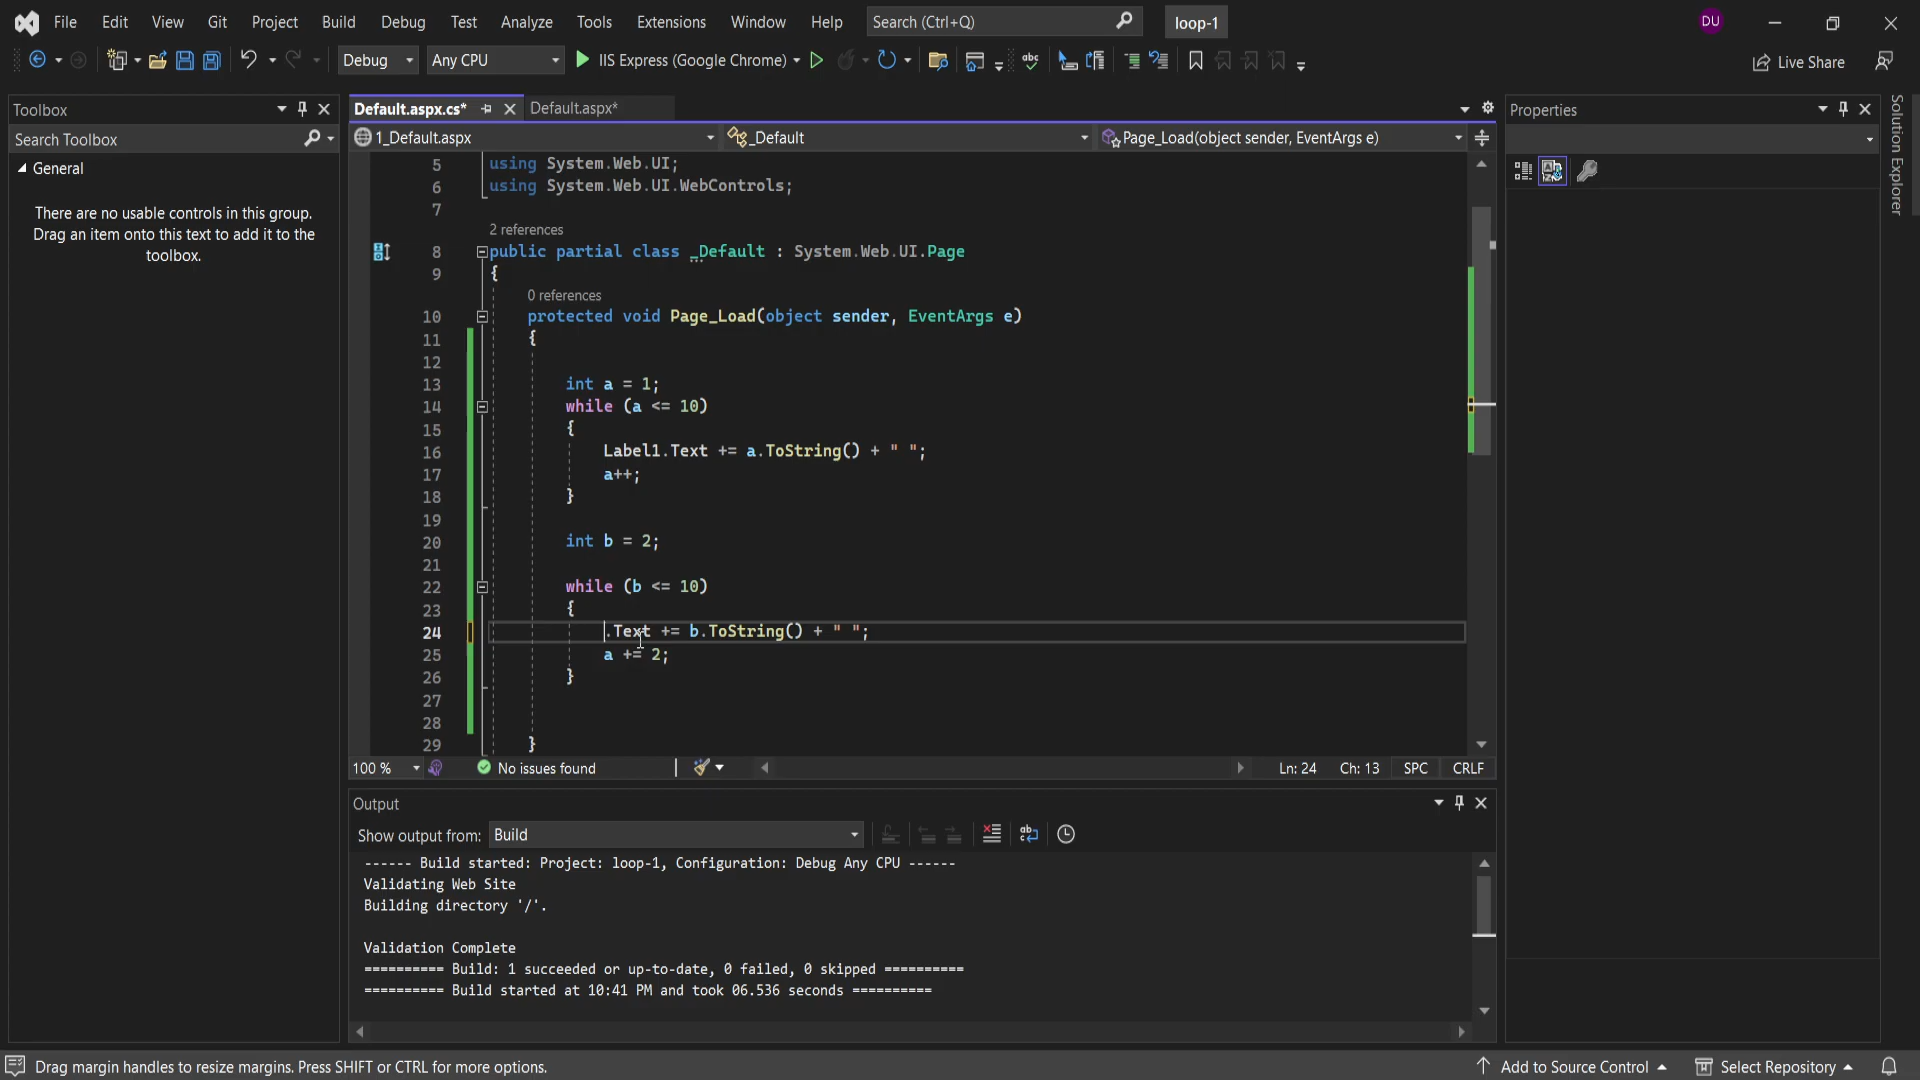 File Edit View Git Project Build Debug Test Analyze Tools Extensions Window Help Search (Ctrl+Q) loop-1 DU
Debug Any CPU IIS Express (Google Chrome) Live Share
Toolbox
Search Toolbox
General
There are no usable controls in this group.
Drag an item onto this text to add it to the
toolbox.
Default.aspx.cs* Default.aspx*
1_Default.aspx _Default Page_Load(object sender, EventArgs e)
5 using System.Web.UI;
6 using System.Web.UI.WebControls;
7
2 references
8 public partial class _Default : System.Web.UI.Page
9 {
0 references
10 protected void Page_Load(object sender, EventArgs e)
11 {
12
13 int a = 1;
14 while (a <= 10)
15 {
16 Label1.Text += a.ToString() + " ";
17 a++;
18 }
19
20 int b = 2;
21
22 while (b <= 10)
23 {
24 .Text += b.ToString() + " ";
25 a += 2;
26 }
27
28
29 }
100 % No issues found Ln: 24 Ch: 13 SPC CRLF
Output
Show output from: Build
------ Build started: Project: loop-1, Configuration: Debug Any CPU ------
Validating Web Site
Building directory '/'.
Validation Complete
========== Build: 1 succeeded or up-to-date, 0 failed, 0 skipped ==========
========== Build started at 10:41 PM and took 06.536 seconds ==========
Properties
Solution Explorer
Drag margin handles to resize margins. Press SHIFT or CTRL for more options. Add to Source Control Select Repository